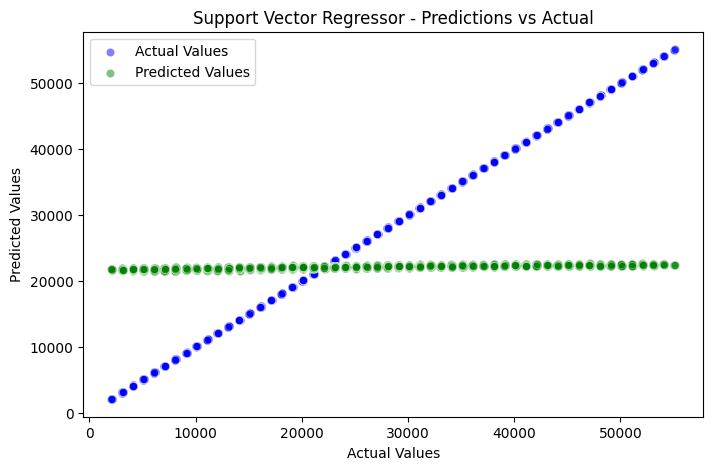 Support Vector Regressor - Predictions vs Actual
Actual Values
Predicted Values
50000
40000
30000
20000
10000
0
Predicted Values
0
10000
20000
30000
40000
50000
Actual Values